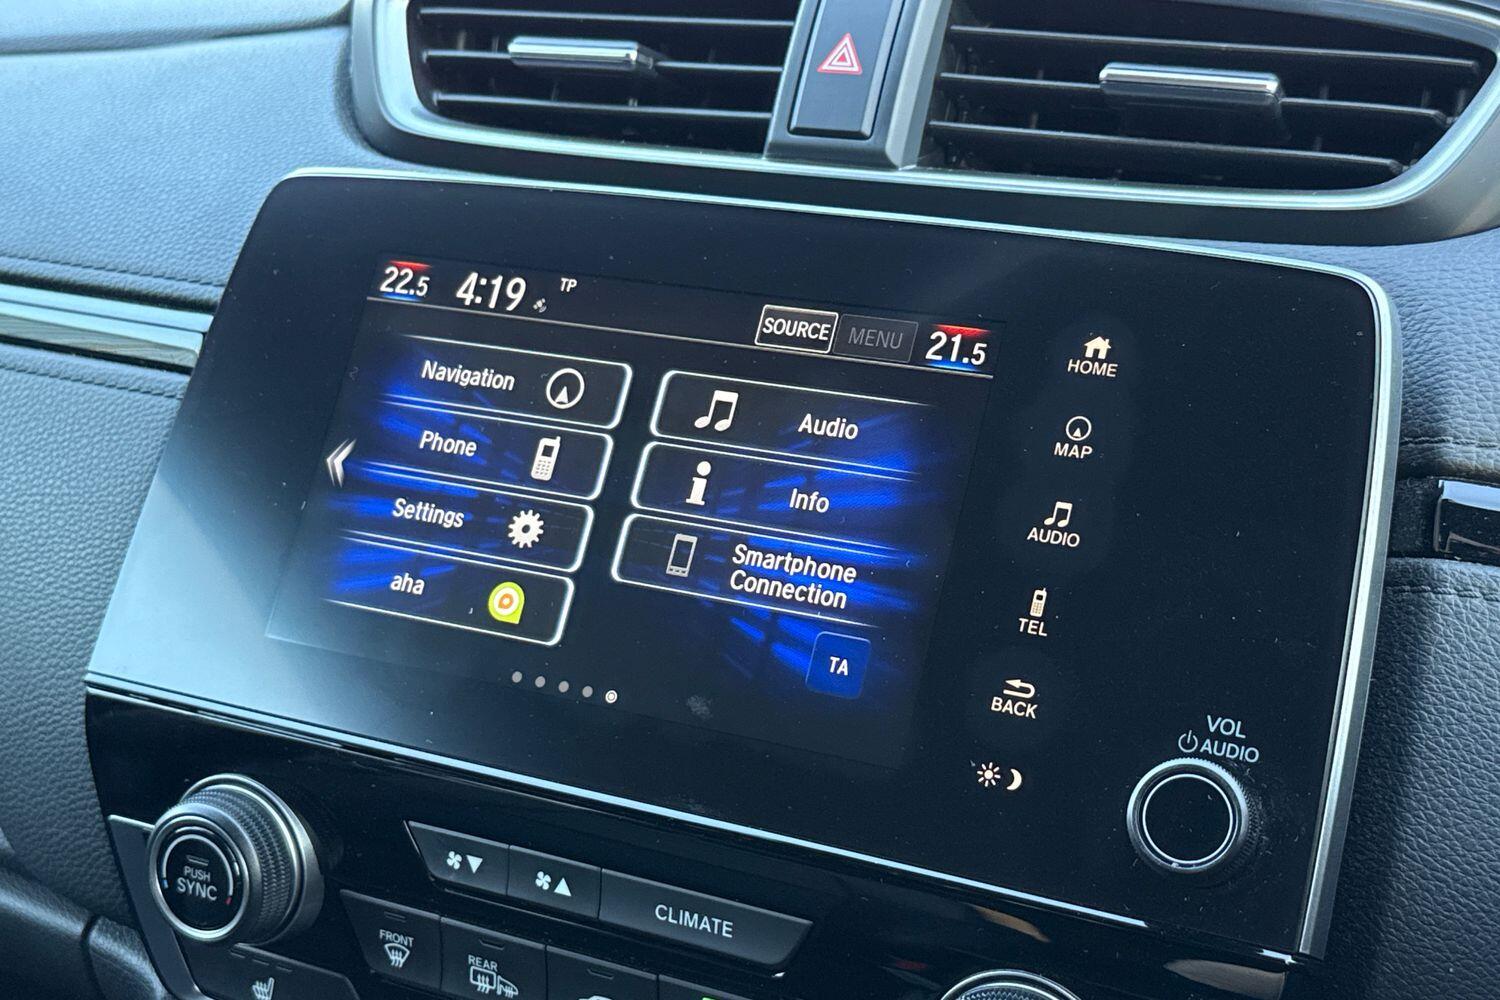 22.5 4:19 TP
SOURCE MENU 21.5
Navigation
Phone
Settings
aha
Audio
Info
Smartphone
Connection
TA
HOME
MAP
AUDIO
TEL
BACK
VOL
AUDIO
PUSH
SYNC
CLIMATE
FRONT
REAR